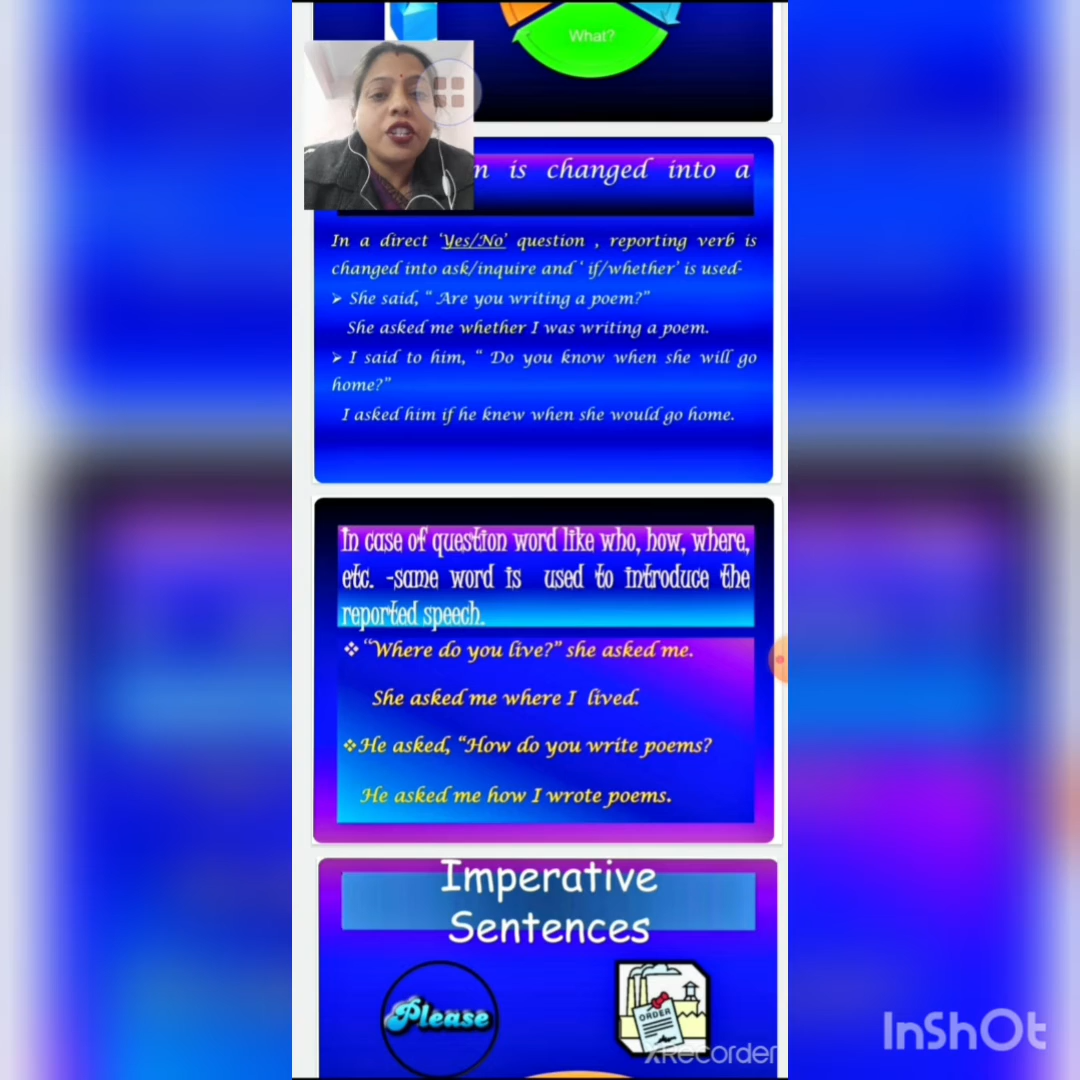 What?
n is changed into a
In a direct ‘Yes/No’ question , reporting verb is
changed into ask/inquire and ‘ if/whether’ is used-
➢ She said, “ Are you writing a poem?”
She asked me whether I was writing a poem.
➢ I said to him, “ Do you know when she will go
home?”
I asked him if he knew when she would go home.
In case of question word like who, how, where,
etc. -same word is used to introduce the
reported speech.
❖ “Where do you live?” she asked me.
She asked me where I lived.
❖ He asked, “How do you write poems?
He asked me how I wrote poems.
Imperative
Sentences
Please
ORDER
XRecorder
InShOt